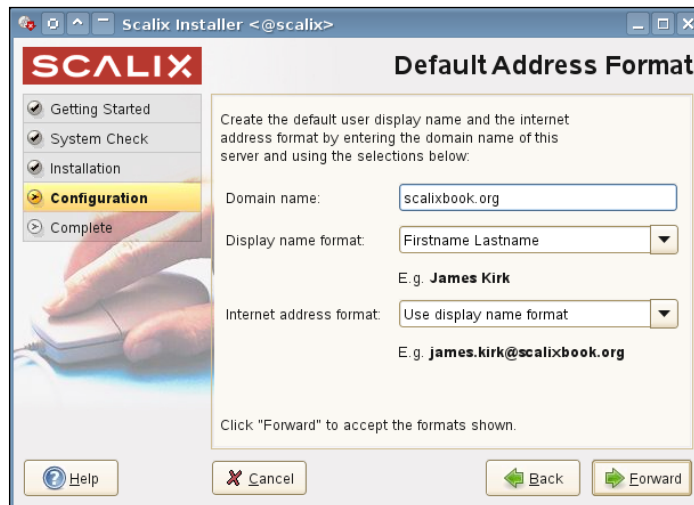 Scalix Installer <@scalix>
SCALIX
Default Address Format
Getting Started
System Check
Installation
Configuration
Complete
Create the default user display name and the internet
address format by entering the domain name of this
server and using the selections below:
Domain name: scalixbook.org
Display name format: Firstname Lastname
E.g. James Kirk
Internet address format: Use display name format
E.g. james.kirk@scalixbook.org
Click "Forward" to accept the formats shown.
Help Cancel Back Forward